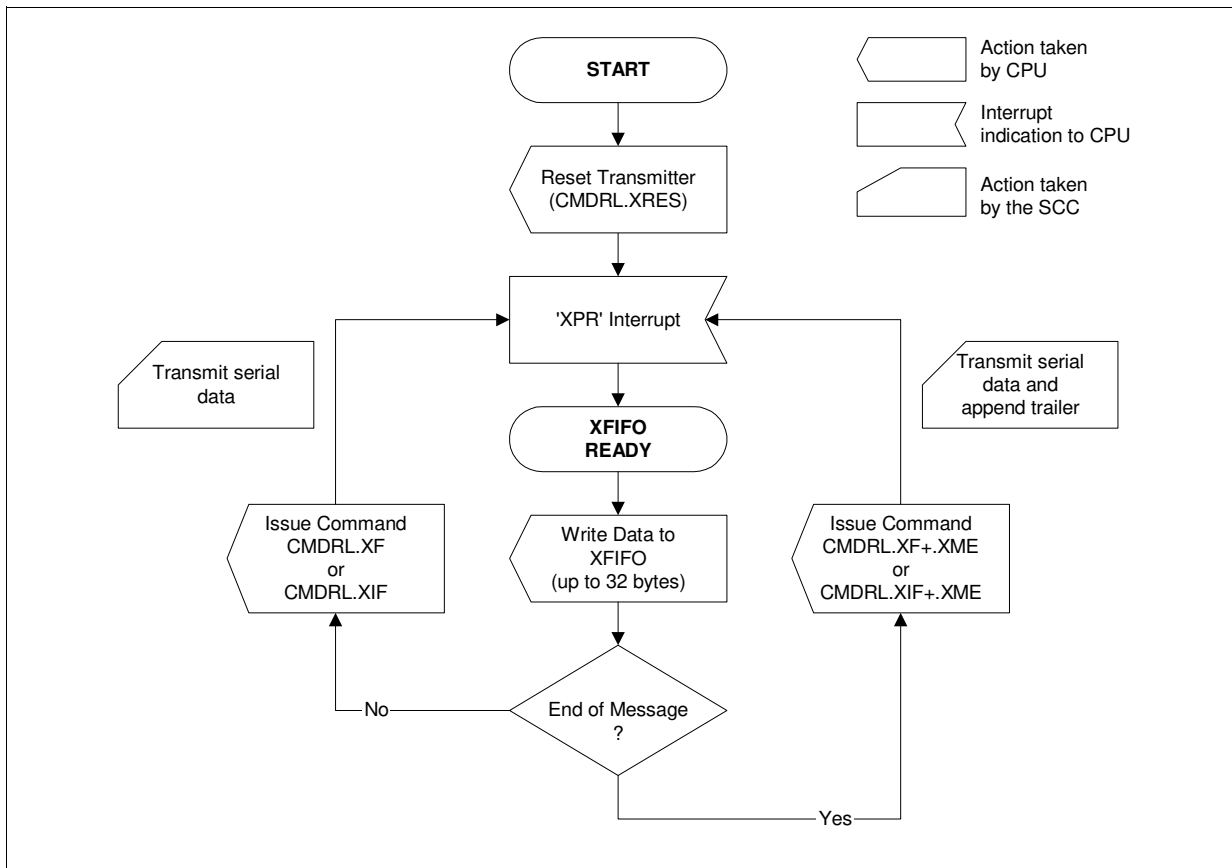 START
Action taken
by CPU
Interrupt
indication to CPU
Action taken
by the SCC
Reset Transmitter
(CMDRL.XRES)
'XPR' Interrupt
Transmit serial
data
Transmit serial
data and
append trailer
XFIFO
READY
Issue Command
CMDRL.XF
or
CMDRL.XIF
Write Data to
XFIFO
(up to 32 bytes)
Issue Command
CMDRL.XF+.XME
or
CMDRL.XIF+.XME
No
End of Message
?
Yes